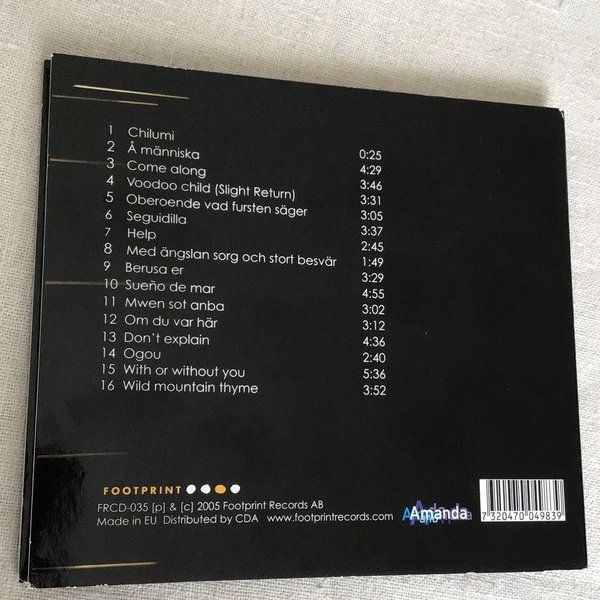 1 Chilumi 0:25
2 Å människa 4:29
3 Come along 3:46
4 Voodoo child (Slight Return) 3:31
5 Oberoende vad fursten säger 3:05
6 Seguidilla 3:37
7 Help 2:45
8 Med ängslan sorg och stort besvär 1:49
9 Berusa er 3:29
10 Sueño de mar 4:55
11 Mwen sot anba 3:02
12 Om du var här 3:12
13 Don't explain 4:36
14 Ogou 2:40
15 With or without you 5:36
16 Wild mountain thyme 3:52
FOOTPRINT
FRCD-035 [p] & [c] 2005 Footprint Records AB
Made in EU Distributed by CDA www.footprintrecords.com
Amanda
7 320470 049839